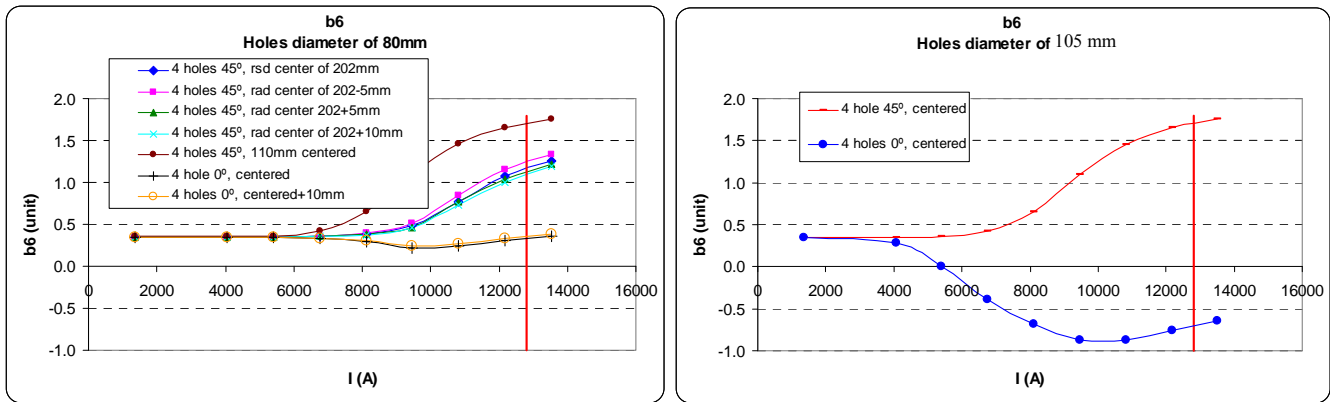 b6
Holes diameter of 80mm
4 holes 45º, rsd center of 202mm
4 holes 45º, rad center of 202-5mm
4 holes 45º, rad center 202+5mm
4 holes 45º, rad center of 202+10mm
4 holes 45º, 110mm centered
4 hole 0º, centered
4 holes 0º, centered+10mm
2.0
1.5
1.0
0.5
0.0
-0.5
-1.0
0 2000 4000 6000 8000 10000 12000 14000 16000
b6 (unit)
I (A)
b6
Holes diameter of 105 mm
4 hole 45º, centered
4 holes 0º, centered
2.0
1.5
1.0
0.5
0.0
-0.5
-1.0
0 2000 4000 6000 8000 10000 12000 14000 16000
b6 (unit)
I (A)